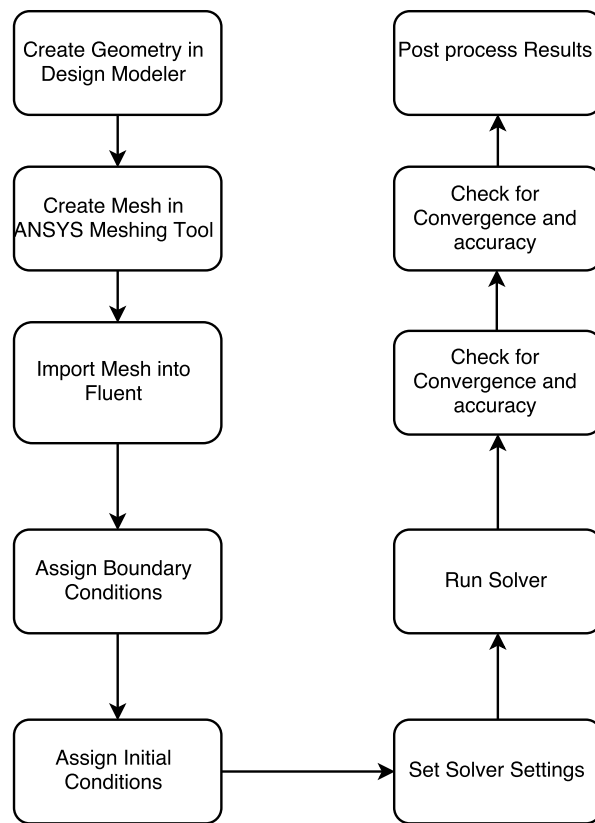 Create Geometry in
Design Modeler
Create Mesh in
ANSYS Meshing Tool
Import Mesh into
Fluent
Assign Boundary
Conditions
Assign Initial
Conditions
Set Solver Settings
Run Solver
Check for
Convergence and
accuracy
Check for
Convergence and
accuracy
Post process Results